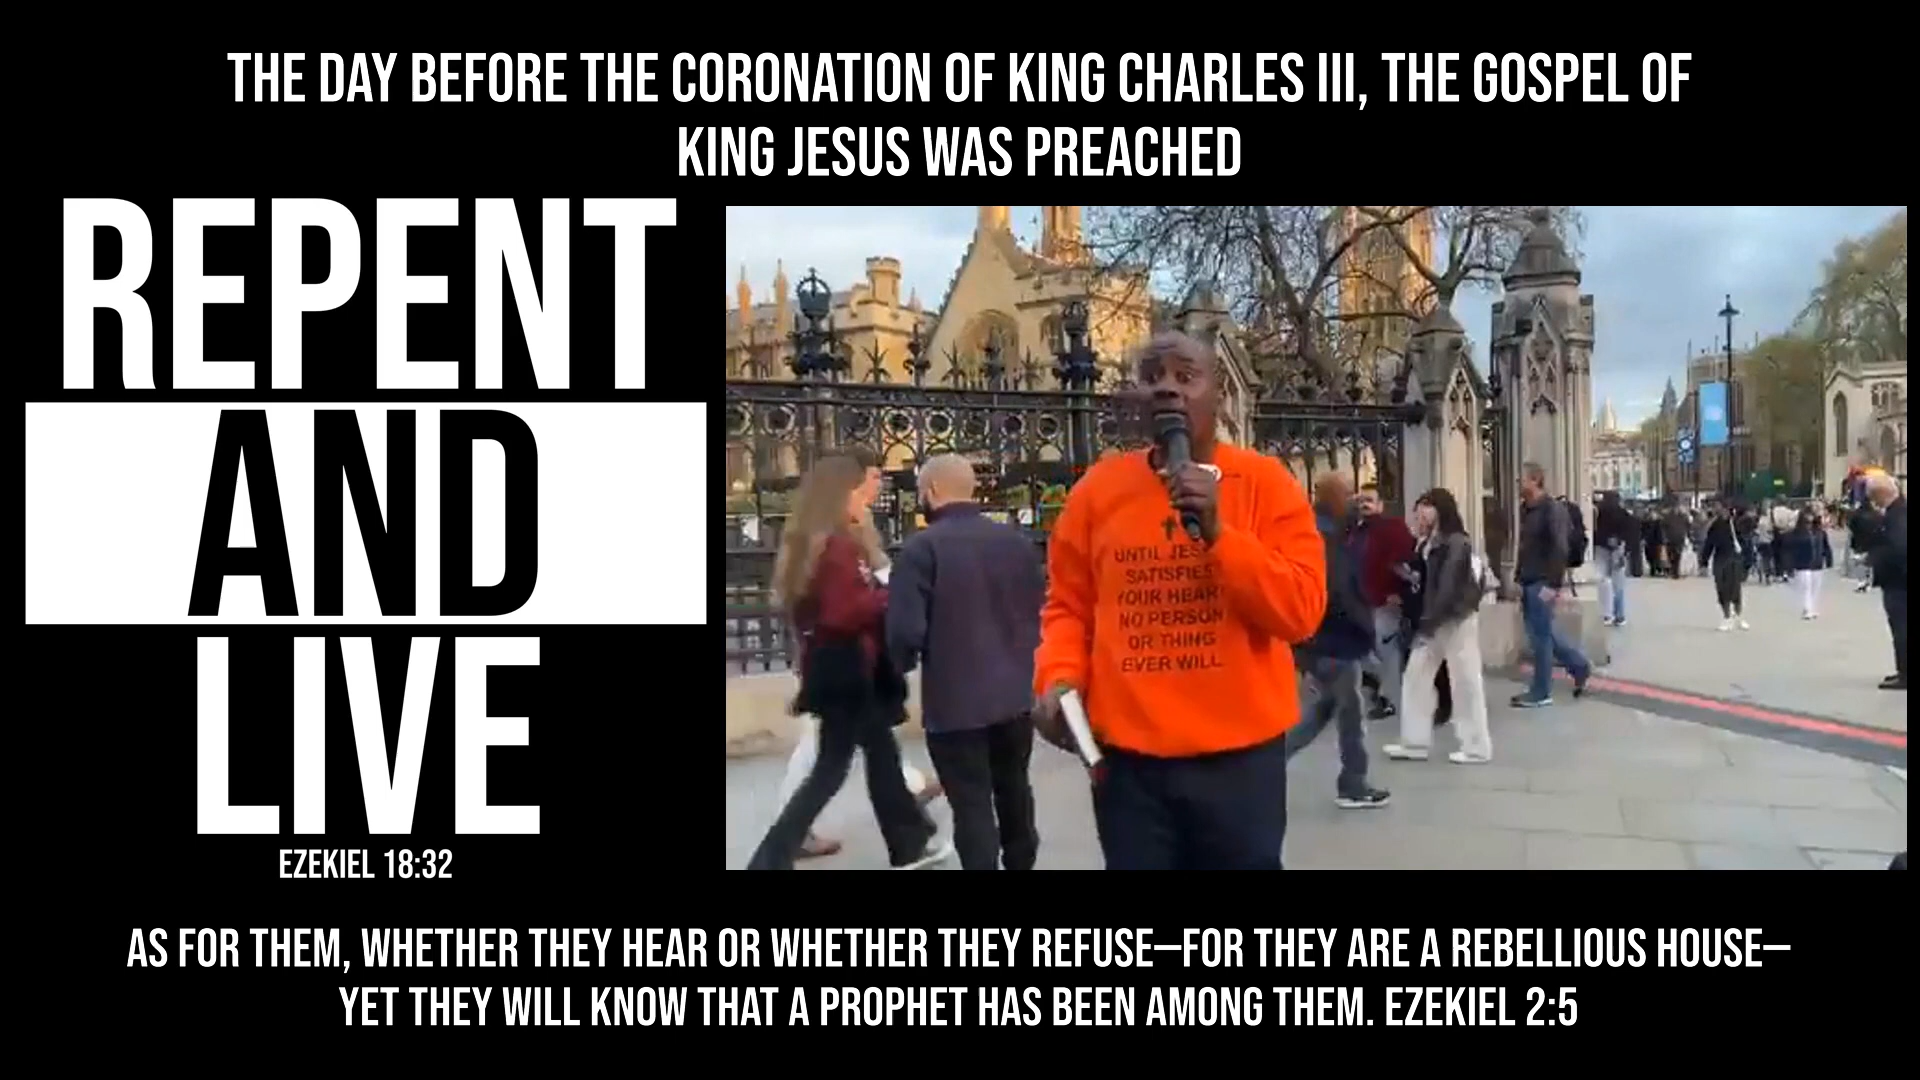 THE DAY BEFORE THE CORONATION OF KING CHARLES III, THE GOSPEL OF
KING JESUS WAS PREACHED
REPENT
AND
LIVE
EZEKIEL 18:32
UNTIL
SATISFIES
YOUR HEART
NO PERSON
OR THING
EVER WILL
AS FOR THEM, WHETHER THEY HEAR OR WHETHER THEY REFUSE—FOR THEY ARE A REBELLIOUS HOUSE—
YET THEY WILL KNOW THAT A PROPHET HAS BEEN AMONG THEM. EZEKIEL 2:5